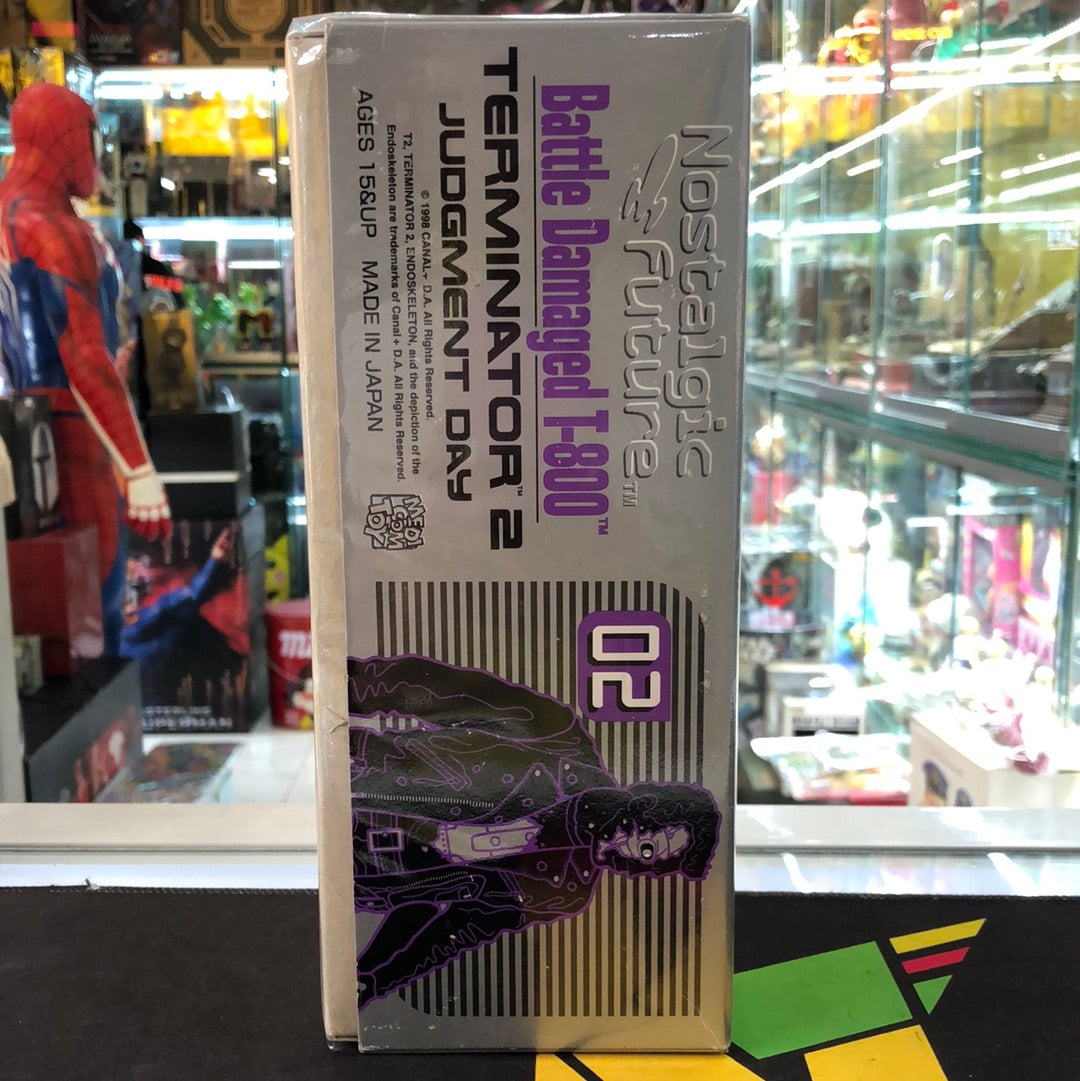 Nostalgic
Future™
Battle Damaged T-800™
TERMINATOR™ 2
JUDGMENT DAY
© 1998 CANAL+ D.A. All Rights Reserved.
T2, TERMINATOR 2, ENDOSKELETON, and the depiction of the
Endoskeleton are trademarks of Canal+ D.A. All Rights Reserved.
AGES 15&UP MADE IN JAPAN
MEDI
COM
TOY
02